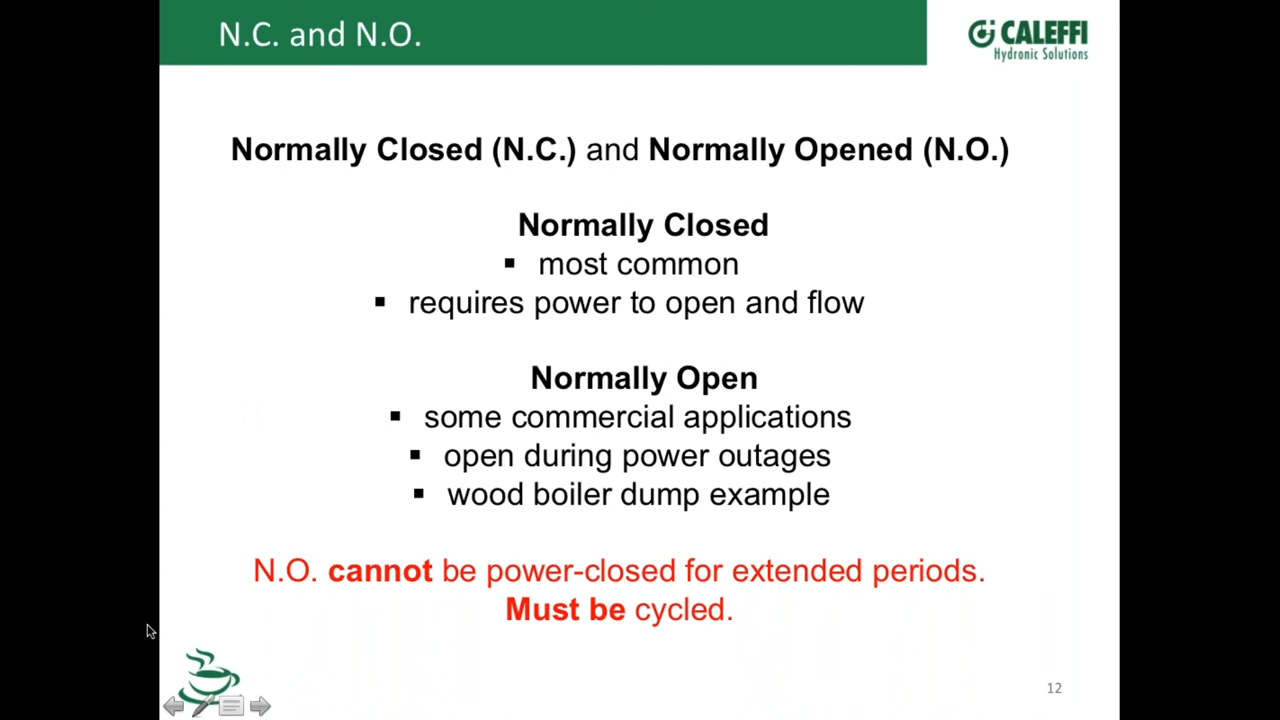 N.C. and N.O.
CALEFFI
Hydronic Solutions
Normally Closed (N.C.) and Normally Opened (N.O.)
Normally Closed
▪ most common
▪ requires power to open and flow
Normally Open
▪ some commercial applications
▪ open during power outages
▪ wood boiler dump example
N.O. cannot be power-closed for extended periods.
Must be cycled.
12